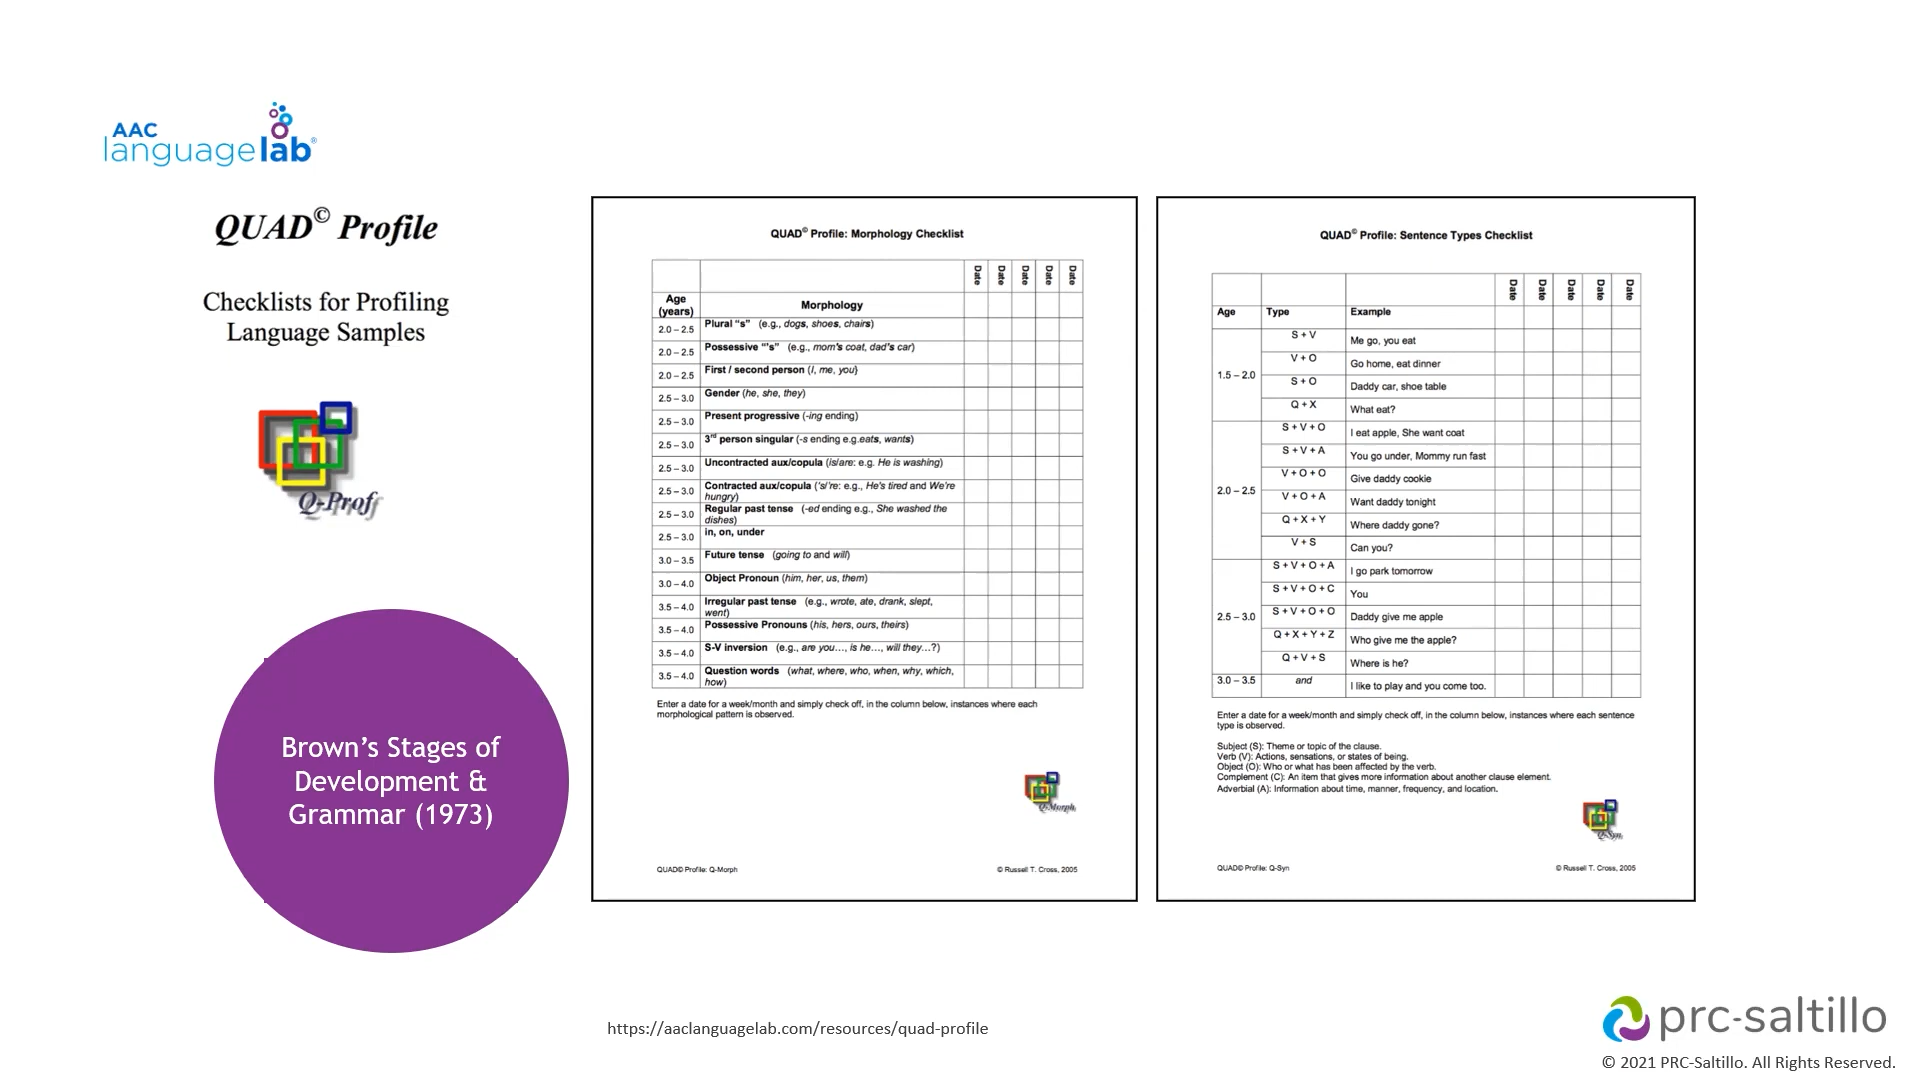 AAC
languagelab®
QUAD© Profile
Checklists for Profiling
Language Samples
Q-Prof
Brown’s Stages of
Development &
Grammar (1973)
QUAD© Profile: Morphology Checklist
Date Date Date Date Date
Age
(years)
Morphology
2.0 – 2.5 Plural “s” (e.g., dogs, shoes, chairs)
2.0 – 2.5 Possessive “’s” (e.g., mom’s coat, dad’s car)
2.0 – 2.5 First / second person (I, me, you)
2.5 – 3.0 Gender (he, she, they)
2.5 – 3.0 Present progressive (-ing ending)
2.5 – 3.0 3rd person singular (-s ending e.g.eats, wants)
2.5 – 3.0 Uncontracted aux/copula (is/are: e.g. He is washing)
2.5 – 3.0 Contracted aux/copula (‘s/’re: e.g., He’s tired and We’re
hungry)
2.5 – 3.0 Regular past tense (-ed ending e.g., She washed the
dishes)
2.5 – 3.0 in, on, under
3.0 – 3.5 Future tense (going to and will)
3.0 – 4.0 Object Pronoun (him, her, us, them)
3.5 – 4.0 Irregular past tense (e.g., wrote, ate, drank, slept,
went)
3.5 – 4.0 Possessive Pronouns (his, hers, ours, theirs)
3.5 – 4.0 S-V inversion (e.g., are you…, is he…, will they…?)
3.5 – 4.0 Question words (what, where, who, when, why, which,
how)
Enter a date for a week/month and simply check off, in the column below, instances where each
morphological pattern is observed.
Q-Morph
QUAD© Profile: Q-Morph © Russell T. Cross, 2005
QUAD© Profile: Sentence Types Checklist
Date Date Date Date Date
Age Type Example
S + V Me go, you eat
V + O Go home, eat dinner
1.5 – 2.0
S + O Daddy car, shoe table
Q + X What eat?
S + V + O I eat apple, She want coat
S + V + A You go under, Mommy run fast
V + O + O Give daddy cookie
2.0 – 2.5
V + O + A Want daddy tonight
Q + X + Y Where daddy gone?
V + S Can you?
S + V + O + A I go park tomorrow
S + V + O + C You
2.5 – 3.0
S + V + O + O Daddy give me apple
Q + X + Y + Z Who give me the apple?
Q + V + S Where is he?
3.0 – 3.5 and I like to play and you come too.
Enter a date for a week/month and simply check off, in the column below, instances where each sentence
type is observed.
Subject (S): Theme or topic of the clause.
Verb (V): Actions, sensations, or states of being.
Object (O): Who or what has been affected by the verb.
Complement (C): An item that gives more information about another clause element.
Adverbial (A): Information about time, manner, frequency, and location.
Q-Syn
QUAD© Profile: Q-Syn © Russell T. Cross, 2005
https://aaclanguagelab.com/resources/quad-profile
prc-saltillo
© 2021 PRC-Saltillo. All Rights Reserved.